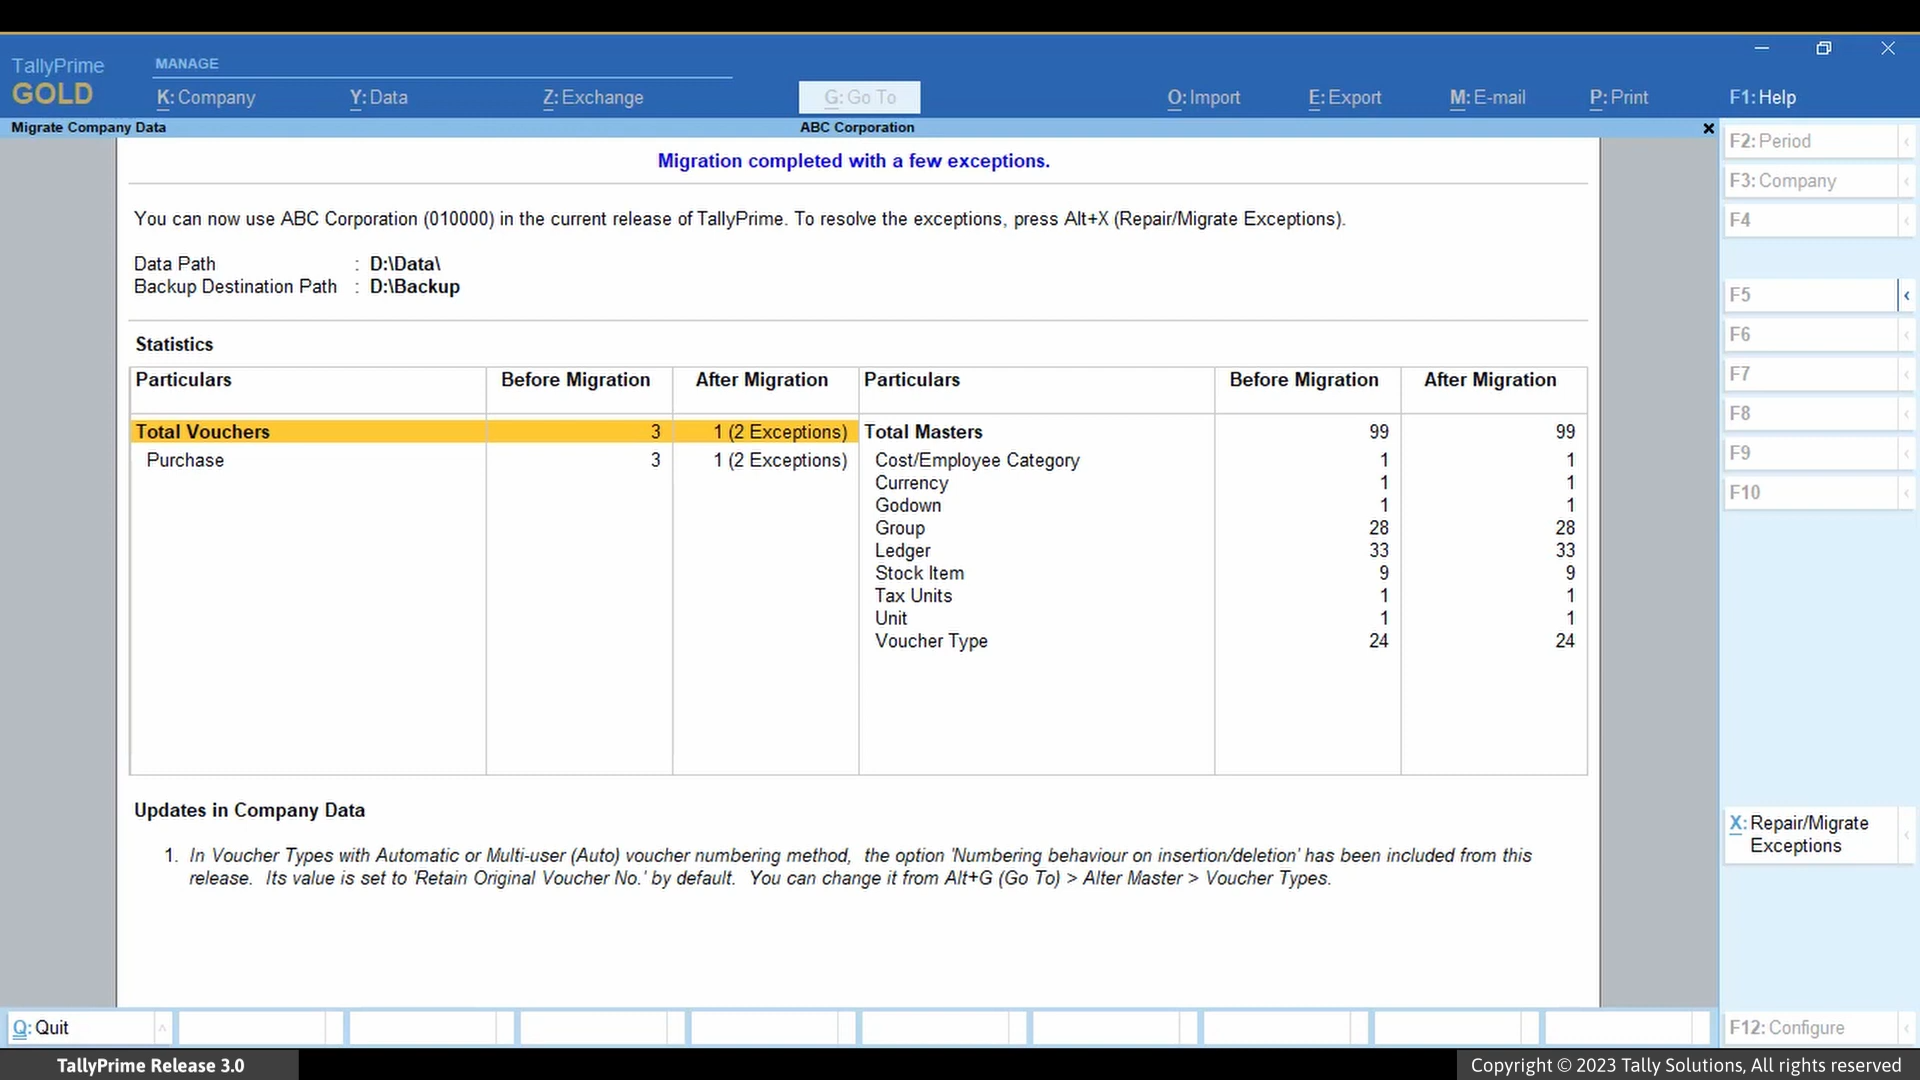 TallyPrime
GOLD
MANAGE
K: Company
Y: Data
Z: Exchange
G: Go To
O: Import
E: Export
M: E-mail
P: Print
F1: Help
Migrate Company Data
ABC Corporation
Migration completed with a few exceptions.
You can now use ABC Corporation (010000) in the current release of TallyPrime. To resolve the exceptions, press Alt+X (Repair/Migrate Exceptions).
Data Path : D:\Data\
Backup Destination Path : D:\Backup
Statistics
Particulars Before Migration After Migration Particulars Before Migration After Migration
Total Vouchers 3 1 (2 Exceptions) Total Masters 99 99
Purchase 3 1 (2 Exceptions) Cost/Employee Category 1 1
Currency 1 1
Godown 1 1
Group 28 28
Ledger 33 33
Stock Item 9 9
Tax Units 1 1
Unit 1 1
Voucher Type 24 24
Updates in Company Data
1. In Voucher Types with Automatic or Multi-user (Auto) voucher numbering method, the option 'Numbering behaviour on insertion/deletion' has been included from this
release. Its value is set to 'Retain Original Voucher No.' by default. You can change it from Alt+G (Go To) > Alter Master > Voucher Types.
F2: Period
F3: Company
F4
F5
F6
F7
F8
F9
F10
X: Repair/Migrate
Exceptions
F12: Configure
Q: Quit
TallyPrime Release 3.0
Copyright © 2023 Tally Solutions, All rights reserved